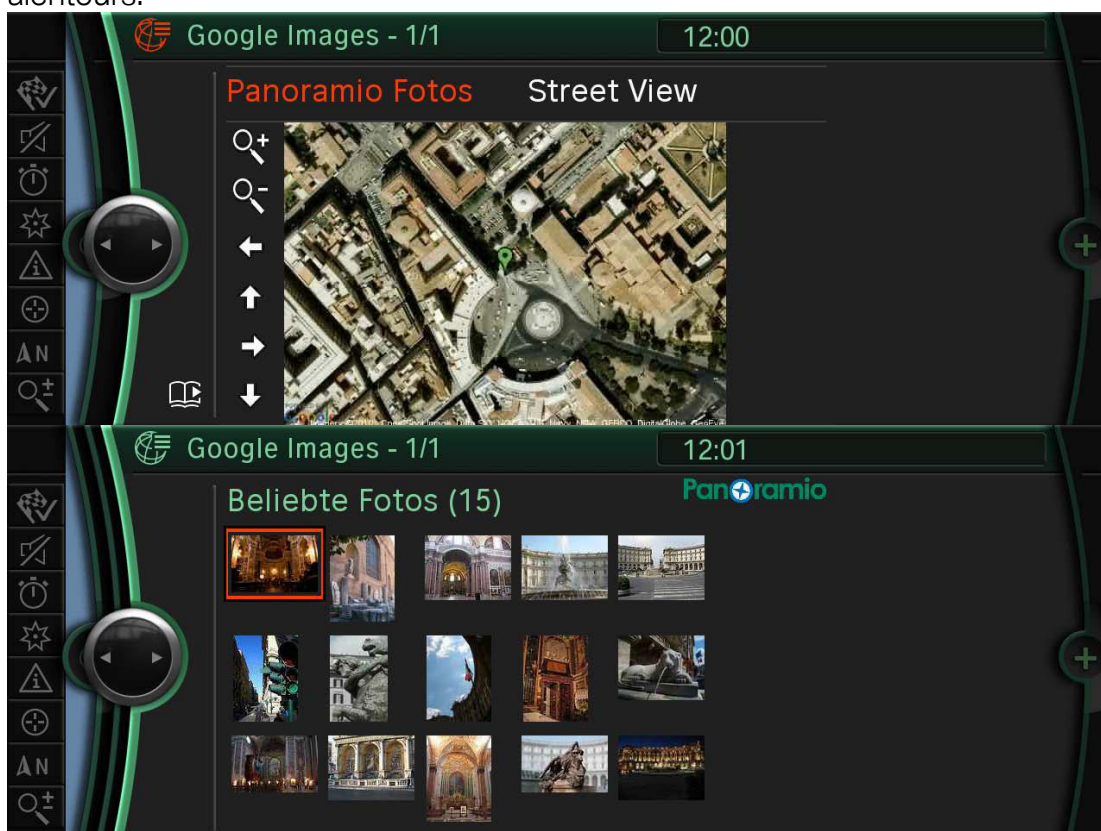 alentours.
Google Images - 1/1 12:00
Panoramio Fotos Street View
N
Google Images - 1/1 12:01
Beliebte Fotos (15) Panoramio
N